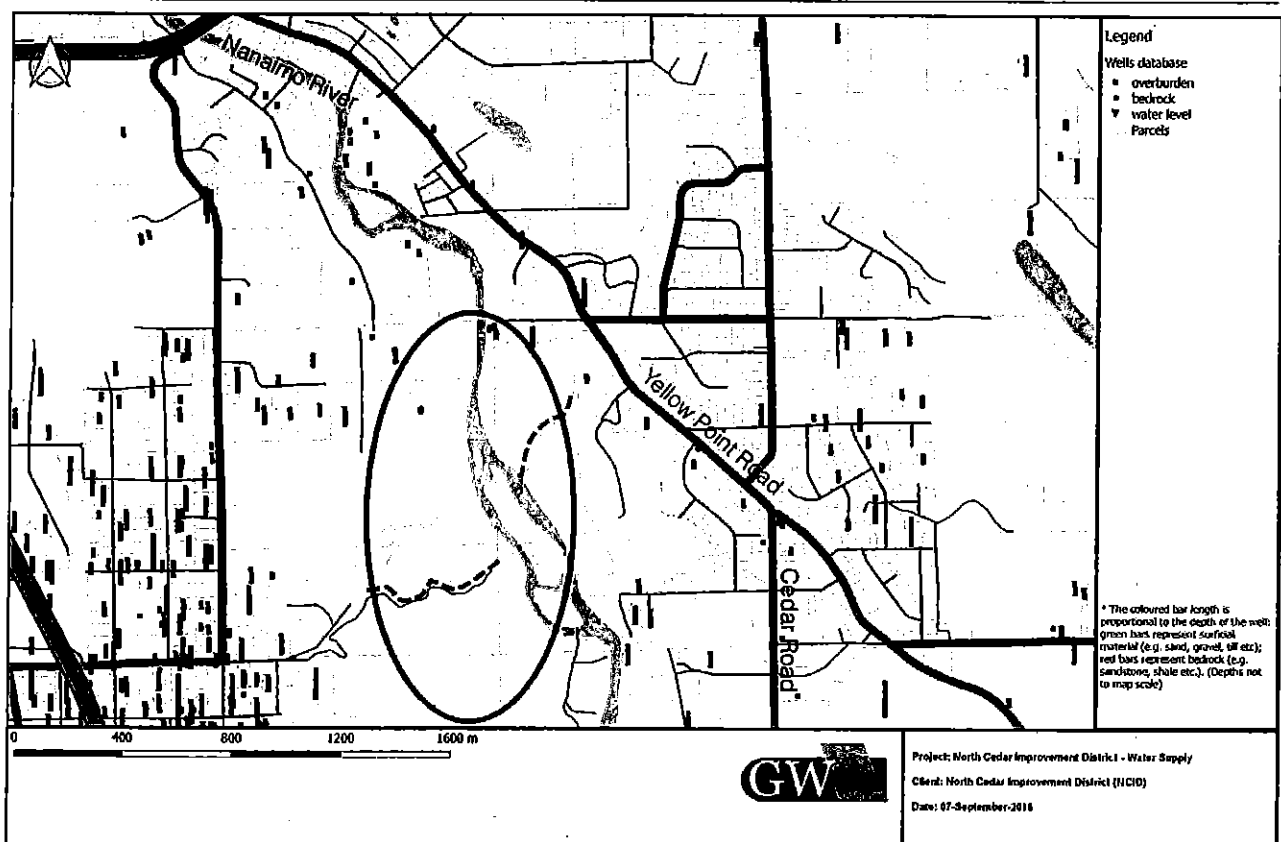 Nanaimo River
Yellow Point Road
Cedar Road
Legend
Wells database
overburden
bedrock
water level
Parcels
* The coloured bar length is
proportional to the depth of the well:
green bars represent surficial
material (e.g. sand, gravel, till etc);
red bars represent bedrock (e.g.
sandstone, shale etc.). (Depths not
to map scale)
0 400 800 1200 1600 m
GW
Project: North Cedar Improvement District - Water Supply
Client: North Cedar Improvement District (NCID)
Date: 07-September-2016